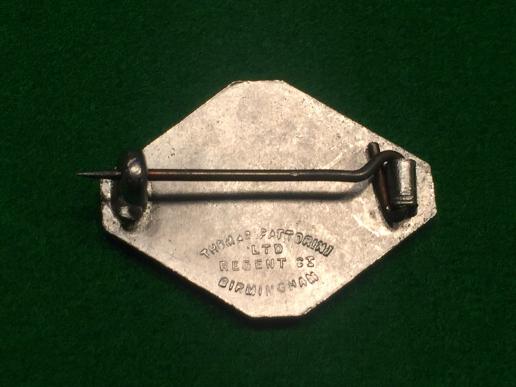 THOMAS FATTORINI
LTD
REGENT ST
BIRMINGHAM